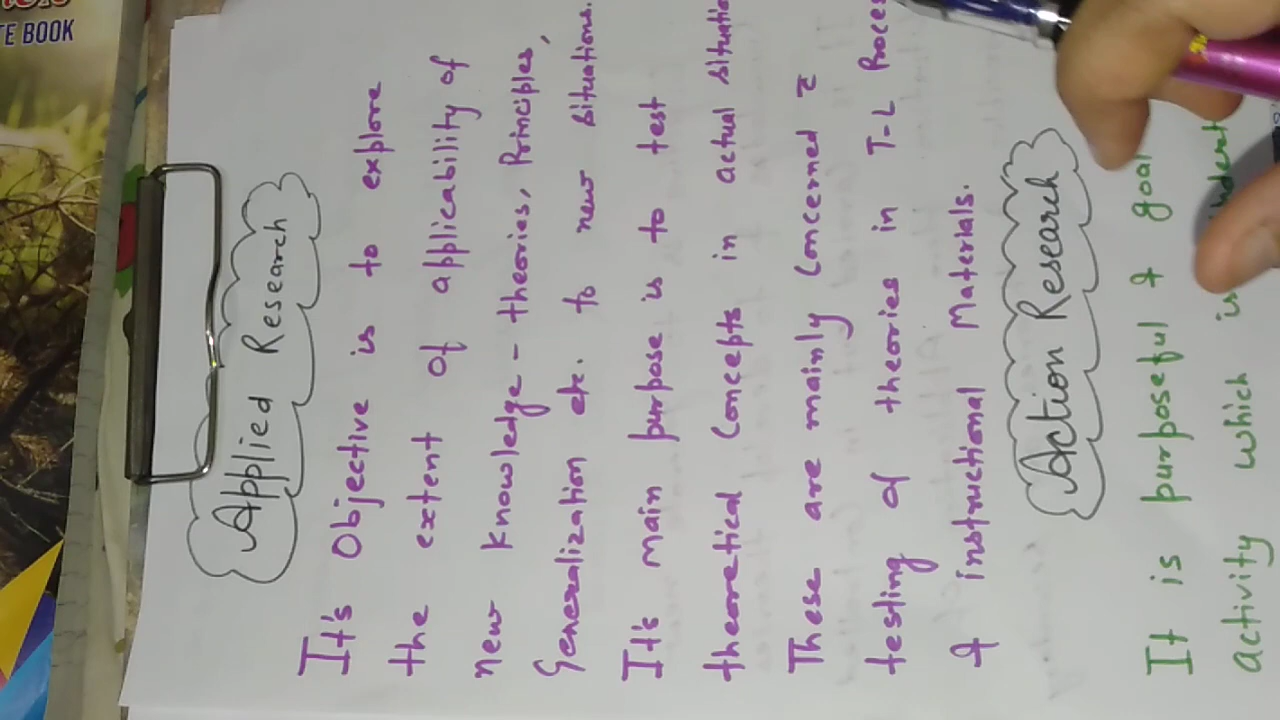 TE BOOK
Applied Research
It's Objective is to explore
the extent of applicability of
new knowledge - theories, Principles,
Generalization etc. to new situations.
It's main purpose is to test
theoretical Concepts in actual situatio
These are mainly Concerned c̄
testing of theories in T-L Proces
& instructional Materials.
Action Research
It is purposeful & goal
activity which is